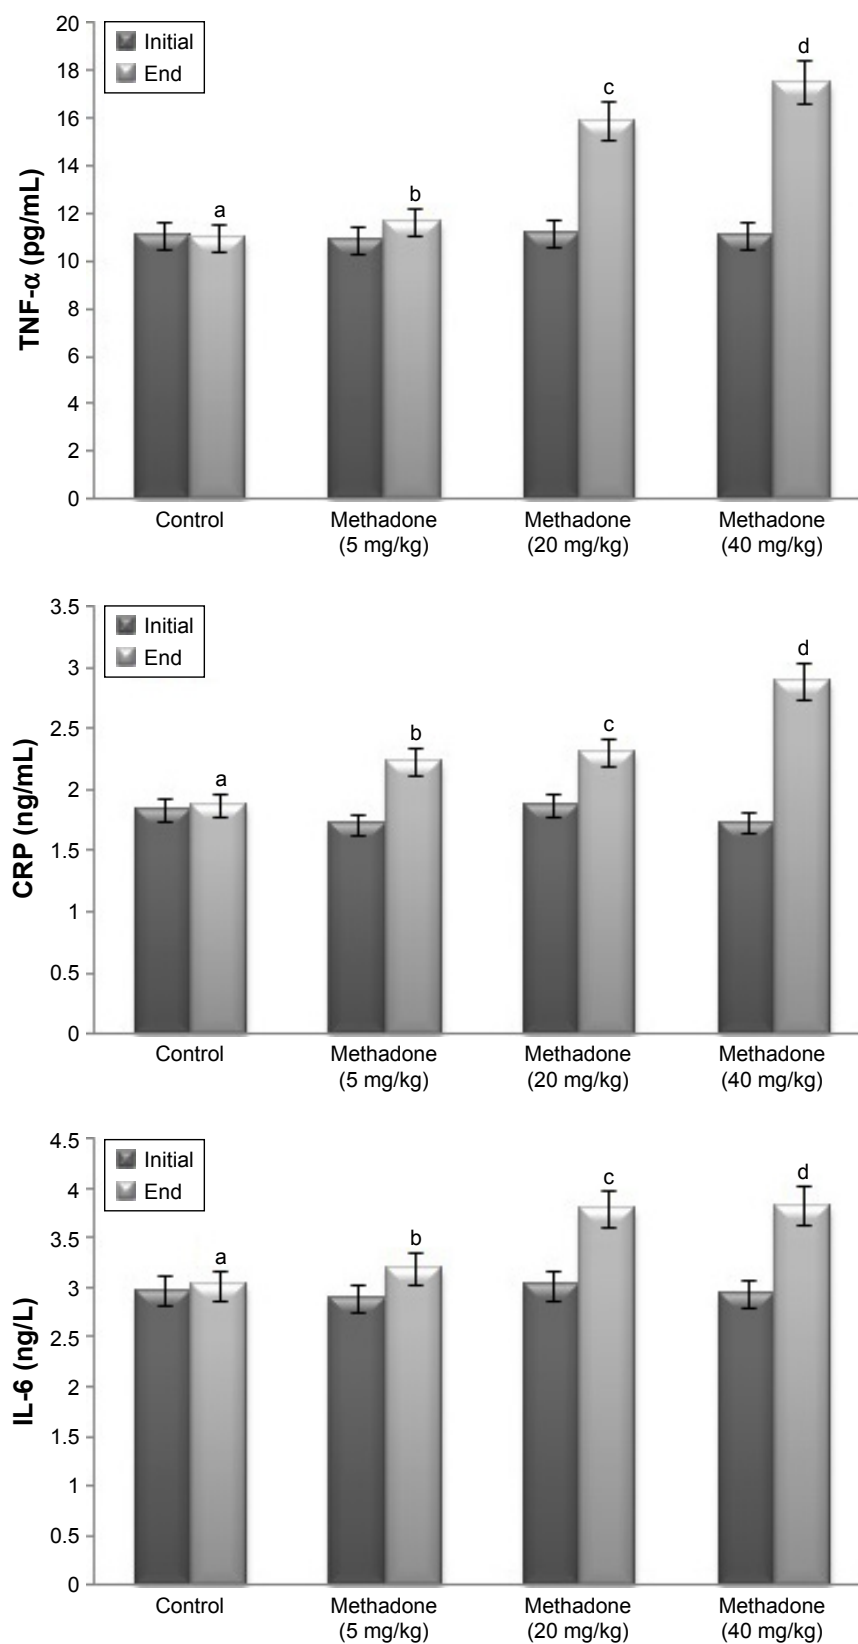 20
18
16
14
12
10
8
6
4
2
0
TNF-α (pg/mL)
Initial
End
a
b
c
d
Control
Methadone
(5 mg/kg)
Methadone
(20 mg/kg)
Methadone
(40 mg/kg)
3.5
3
2.5
2
1.5
1
0.5
0
CRP (ng/mL)
Initial
End
a
b
c
d
Control
Methadone
(5 mg/kg)
Methadone
(20 mg/kg)
Methadone
(40 mg/kg)
4.5
4
3.5
3
2.5
2
1.5
1
0.5
0
IL-6 (ng/L)
Initial
End
a
b
c
d
Control
Methadone
(5 mg/kg)
Methadone
(20 mg/kg)
Methadone
(40 mg/kg)